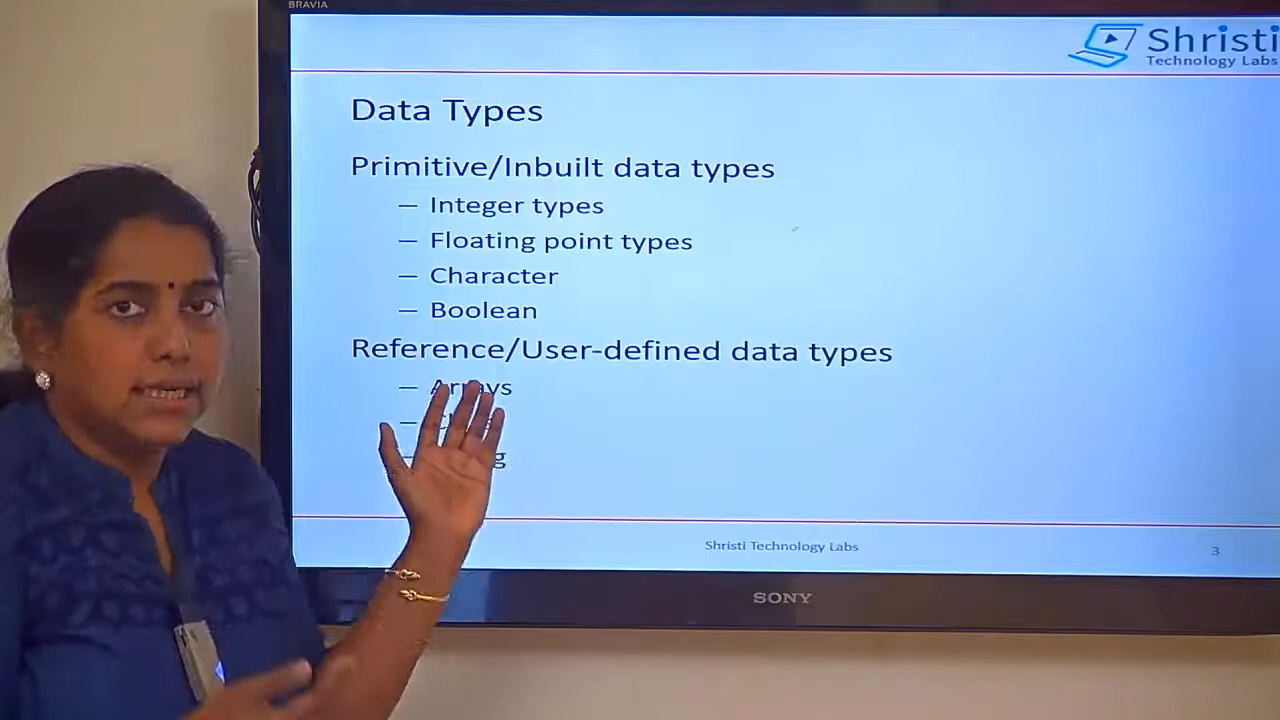 BRAVIA
Shristi
Technology Labs
Data Types
Primitive/Inbuilt data types
— Integer types
— Floating point types
— Character
— Boolean
Reference/User-defined data types
— Arrays
Shristi Technology Labs
3
SONY